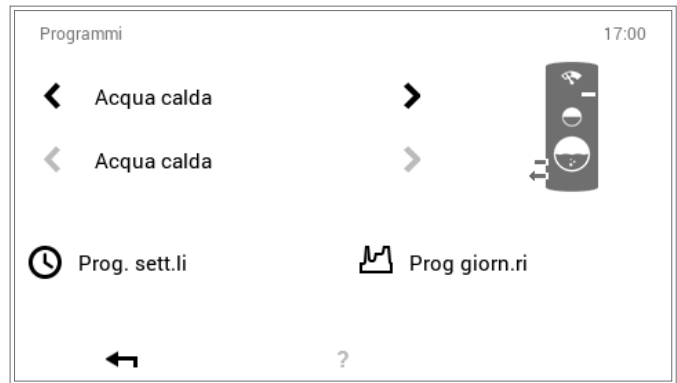 Programmi 17:00
Acqua calda
Acqua calda
Prog. sett.li Prog giorn.ri
?